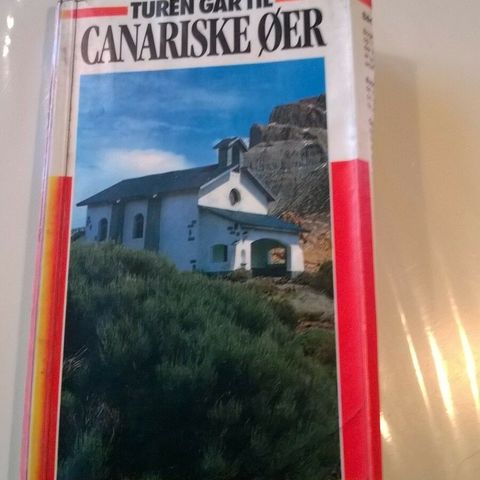 TUREN GÅR TIL
CANARISKE ØER